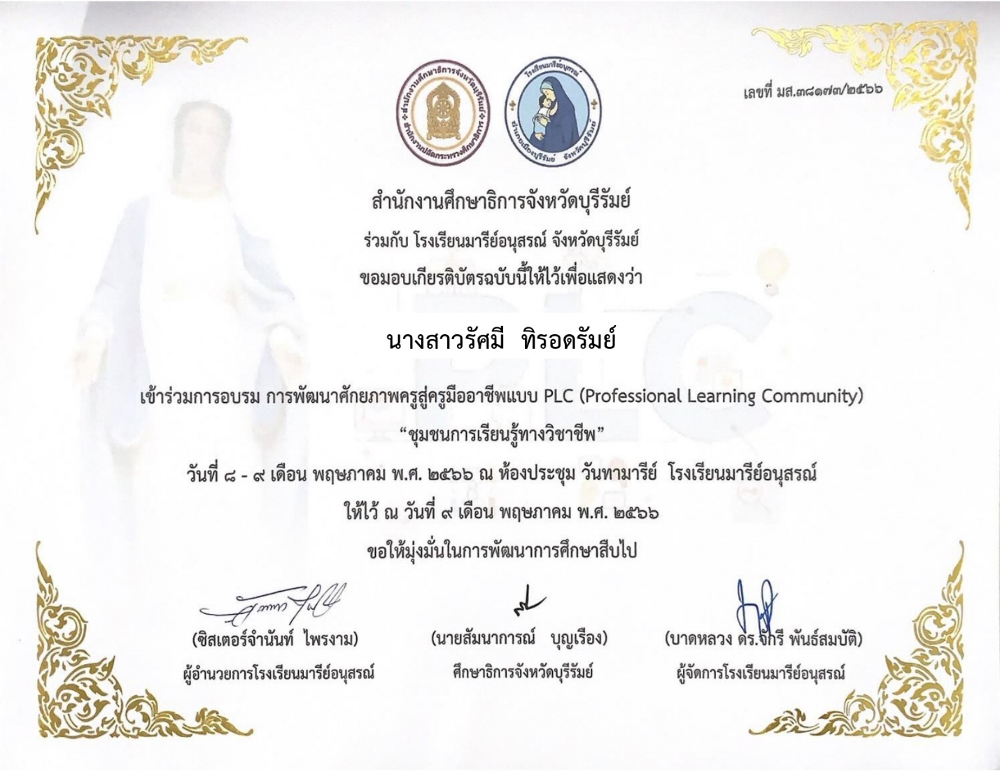 สำนักงานศึกษาธิการจังหวัดบุรีรัมย์
สำนักงานปลัดกระทรวงศึกษาธิการ
โรงเรียนมารีย์อนุสรณ์
อำเภอเมืองบุรีรัมย์ จังหวัดบุรีรัมย์
เลขที่ มส.๓๘๑๗๓/๒๕๖๖
สำนักงานศึกษาธิการจังหวัดบุรีรัมย์
ร่วมกับ โรงเรียนมารีย์อนุสรณ์ จังหวัดบุรีรัมย์
ขอมอบเกียรติบัตรฉบับนี้ให้ไว้เพื่อแสดงว่า
PLC
นางสาวรัศมี ทิรอดรัมย์
เข้าร่วมการอบรม การพัฒนาศักยภาพครูสู่ครูมืออาชีพแบบ PLC (Professional Learning Community)
“ชุมชนการเรียนรู้ทางวิชาชีพ”
วันที่ ๘ - ๙ เดือน พฤษภาคม พ.ศ. ๒๕๖๖ ณ ห้องประชุม วันทามารีย์ โรงเรียนมารีย์อนุสรณ์
ให้ไว้ ณ วันที่ ๙ เดือน พฤษภาคม พ.ศ. ๒๕๖๖
ขอให้มุ่งมั่นในการพัฒนาการศึกษาสืบไป
(ซิสเตอร์จำนันท์ ไพรงาม) (นายสัมนาการณ์ บุญเรือง) (บาดหลวง ดร.จักรี พันธ์สมบัติ)
ผู้อำนวยการโรงเรียนมารีย์อนุสรณ์ ศึกษาธิการจังหวัดบุรีรัมย์ ผู้จัดการโรงเรียนมารีย์อนุสรณ์